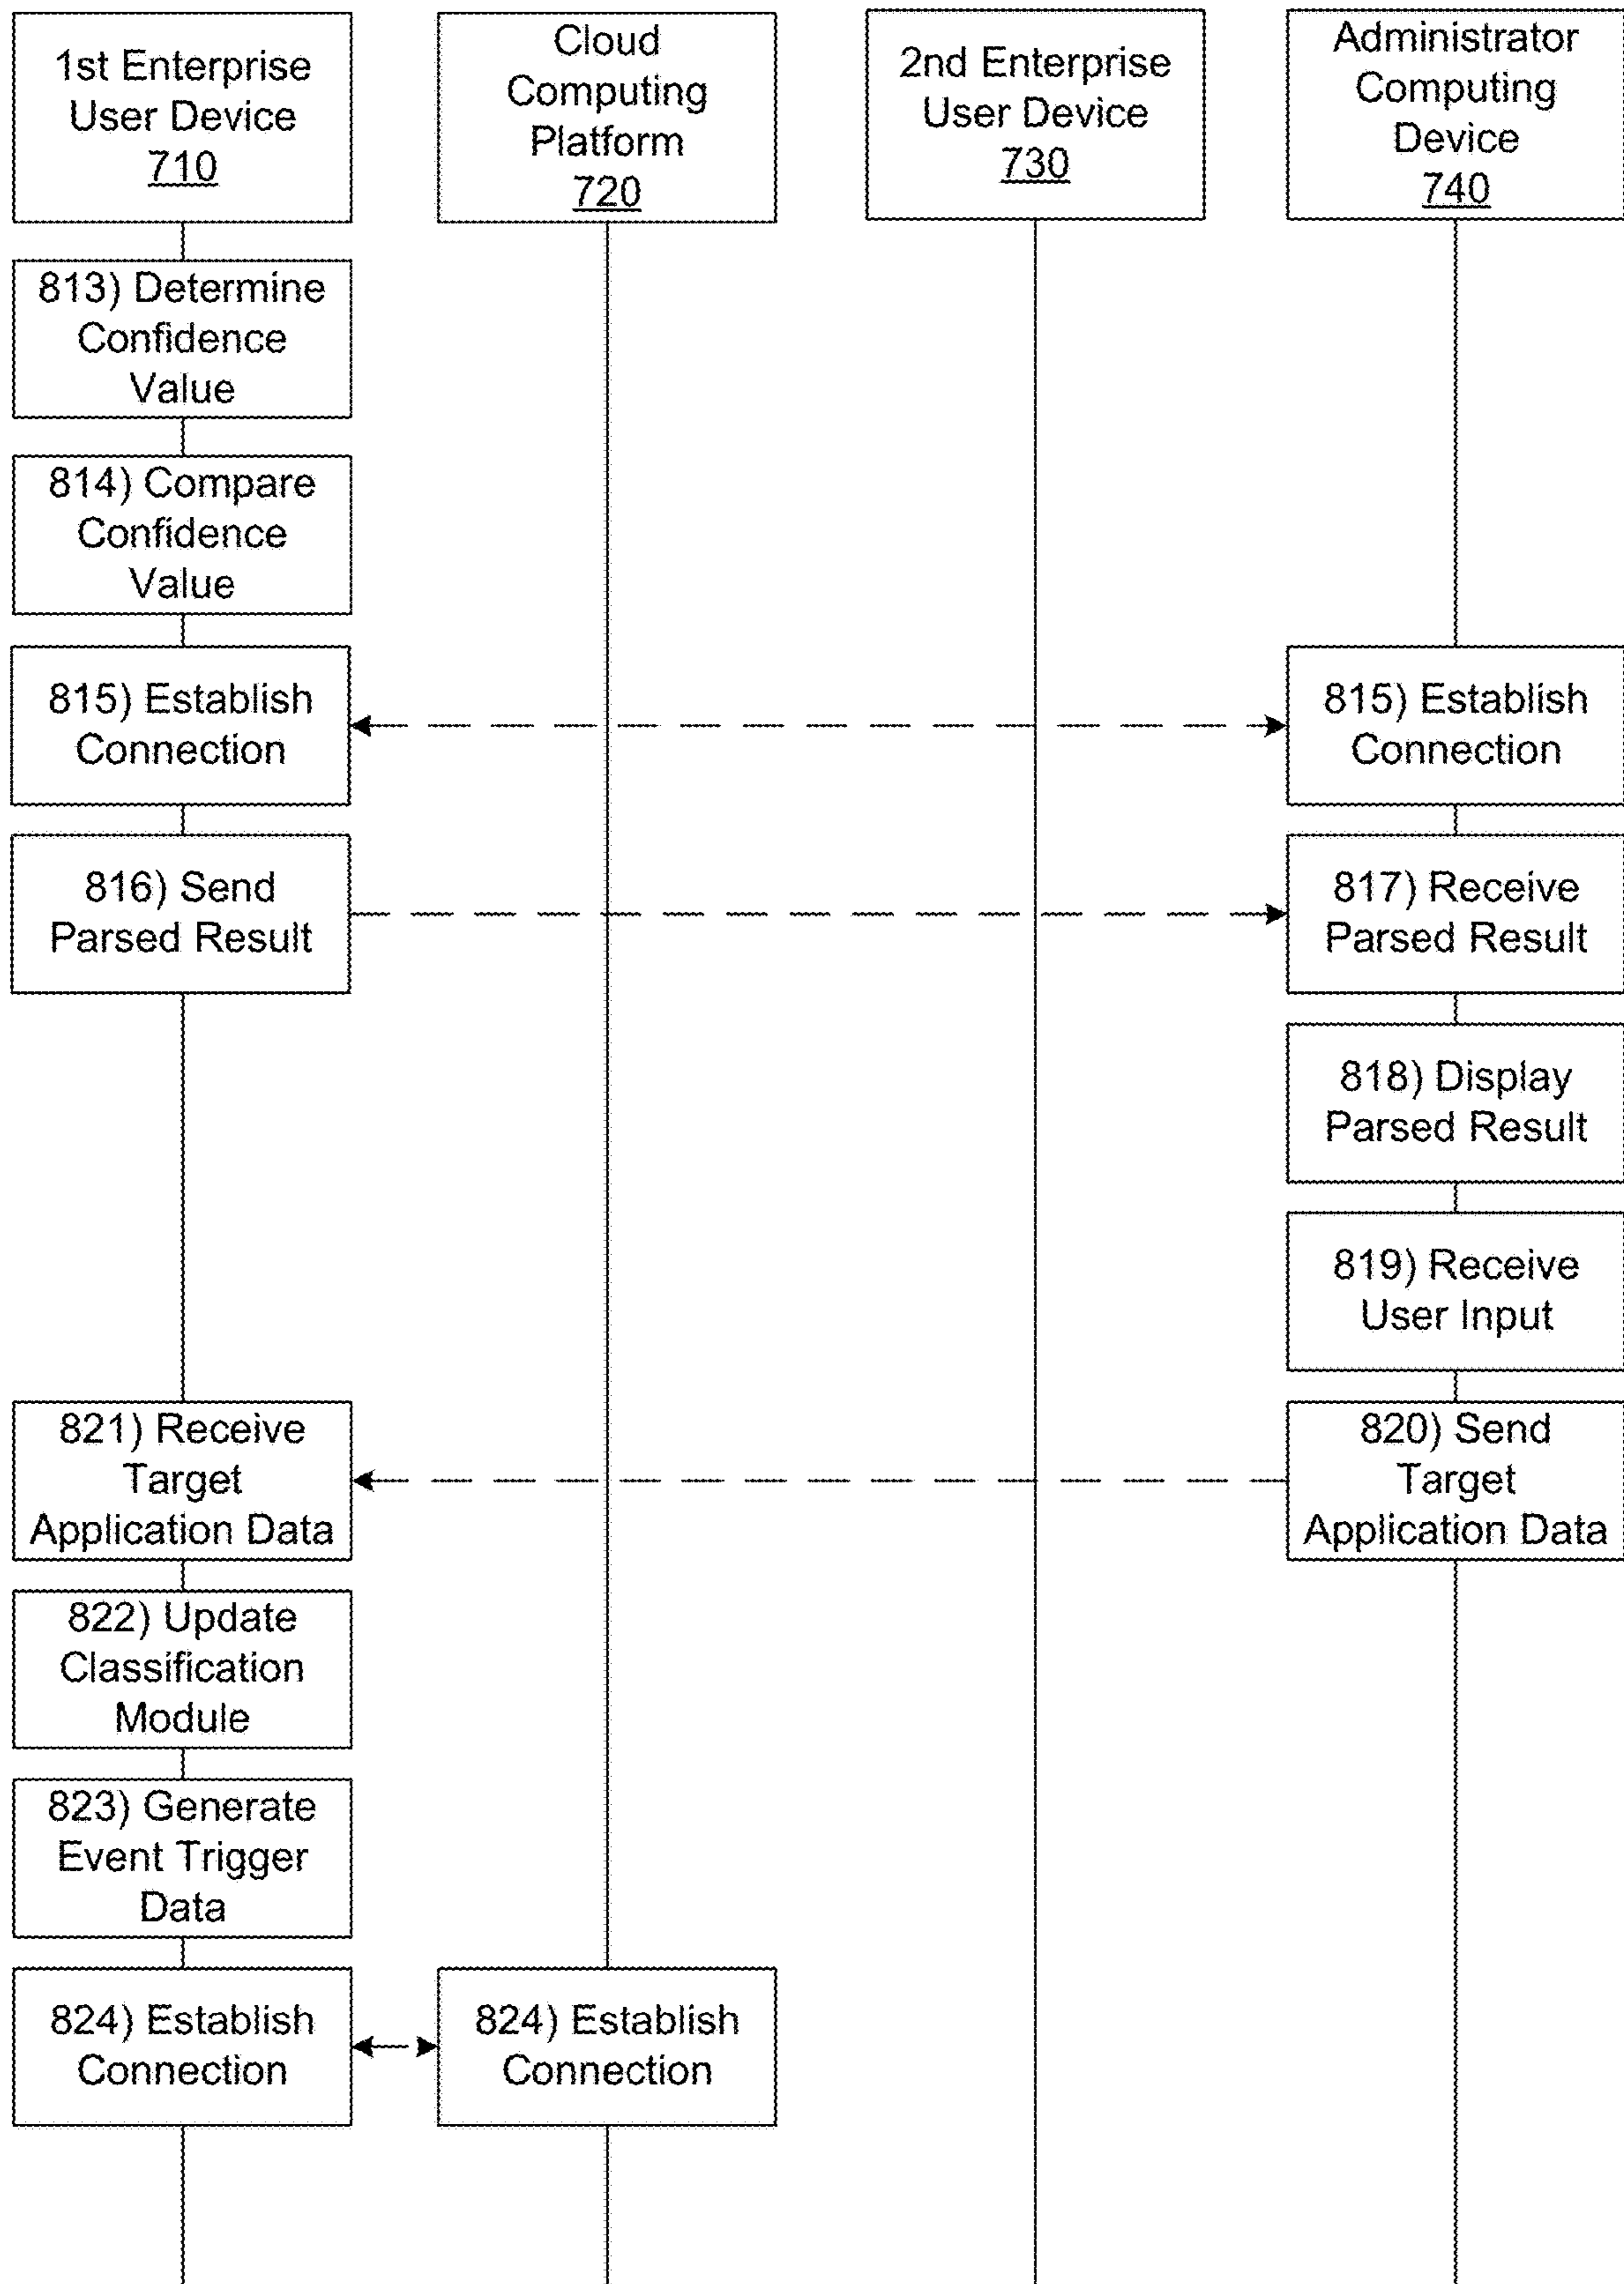 1st Enterprise
User Device
710
Cloud
Computing
Platform
720
2nd Enterprise
User Device
730
Administrator
Computing
Device
740
813) Determine
Confidence
Value
814) Compare
Confidence
Value
815) Establish
Connection
815) Establish
Connection
816) Send
Parsed Result
817) Receive
Parsed Result
818) Display
Parsed Result
819) Receive
User Input
821) Receive
Target
Application Data
820) Send
Target
Application Data
822) Update
Classification
Module
823) Generate
Event Trigger
Data
824) Establish
Connection
824) Establish
Connection